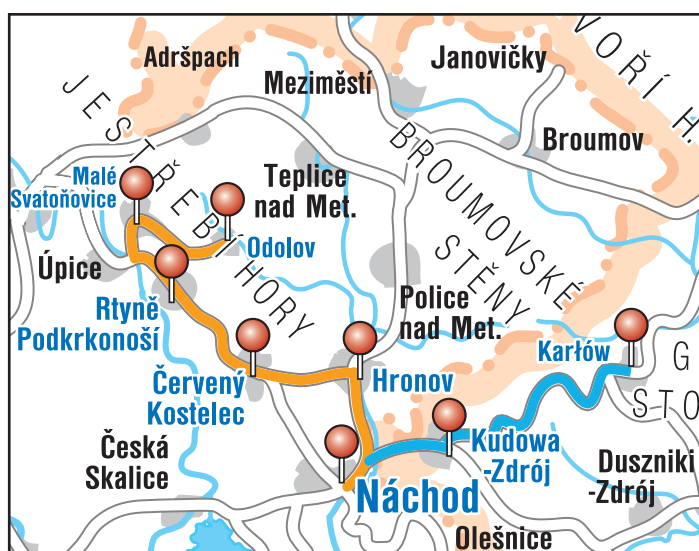 Adršpach
Meziměstí
Janovičky
VOŘÍ H.
JESTŘEBÍ HORY
BROUMOVSKÉ
STĚNY
Broumov
Malé
Svatoňovice
Teplice
nad Met.
Odolov
Úpice
Rtyně
Podkrkonoší
Police
nad Met.
Karłów
G
STO
Červený
Kostelec
Hronov
Česká
Skalice
Kudowa
-Zdrój
Duszniki
-Zdrój
Náchod
Olešnice